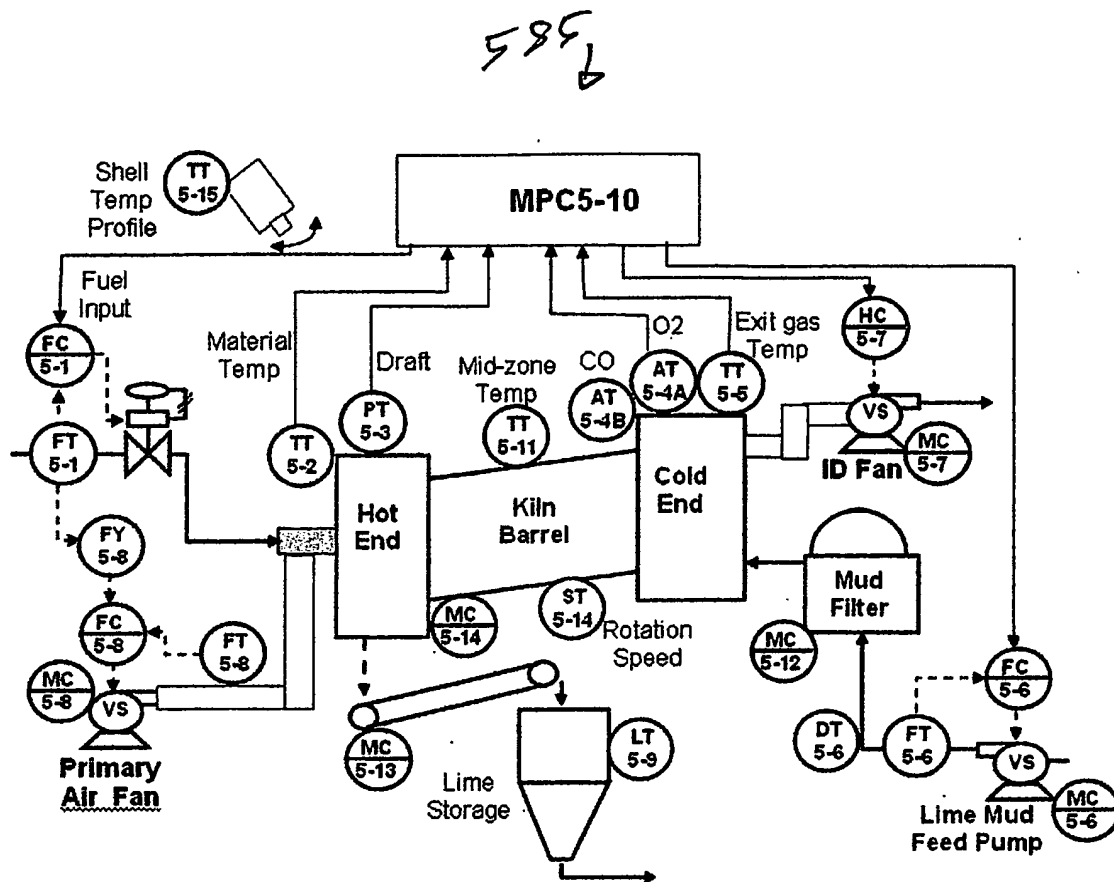 585
Shell
Temp
Profile
TT
5-15
MPC5-10
Fuel
Input
Material
Temp
Draft
Mid-zone
Temp
CO
O2
Exit gas
Temp
HC
5-7
FC
5-1
FT
5-1
TT
5-2
PT
5-3
TT
5-11
AT
5-4B
AT
5-4A
TT
5-5
VS
MC
5-7
ID Fan
Hot
End
Kiln
Barrel
Cold
End
FY
5-8
FC
5-8
FT
5-8
MC
5-8
VS
Primary
Air Fan
MC
5-14
ST
5-14
Rotation
Speed
Mud
Filter
MC
5-12
FC
5-6
DT
5-6
FT
5-6
VS
MC
5-6
Lime Mud
Feed Pump
MC
5-13
Lime
Storage
LT
5-9